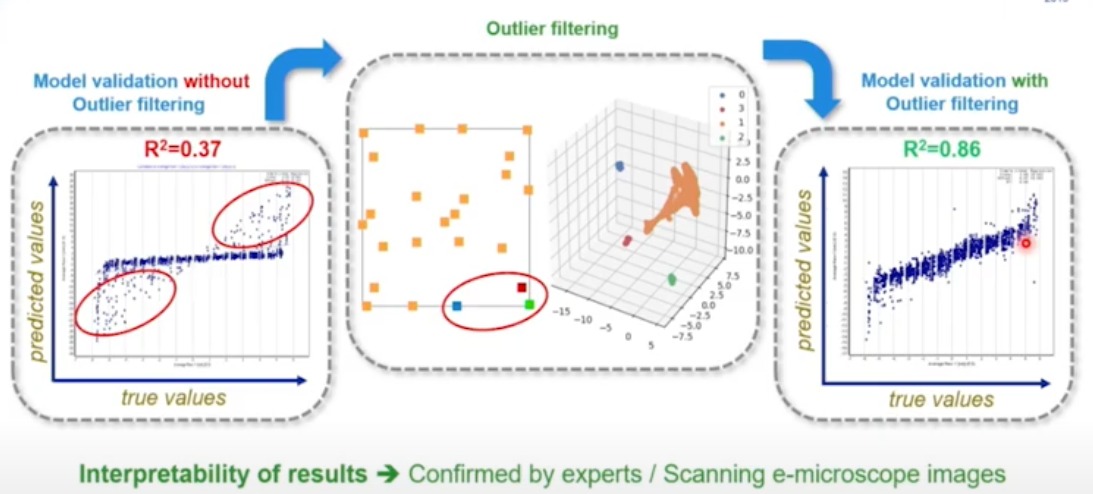 Outlier filtering
Model validation without
Outlier filtering
R²=0.37
predicted values
true values
0
3
1
2
2.5
0.0
−2.5
−5.0
−7.5
−10.0
7.5
5.0
2.5
0.0
−2.5
−5.0
−7.5
−15
−10
−5
0
5
Model validation with
Outlier filtering
R²=0.86
predicted values
true values
Interpretability of results ➔ Confirmed by experts / Scanning e-microscope images